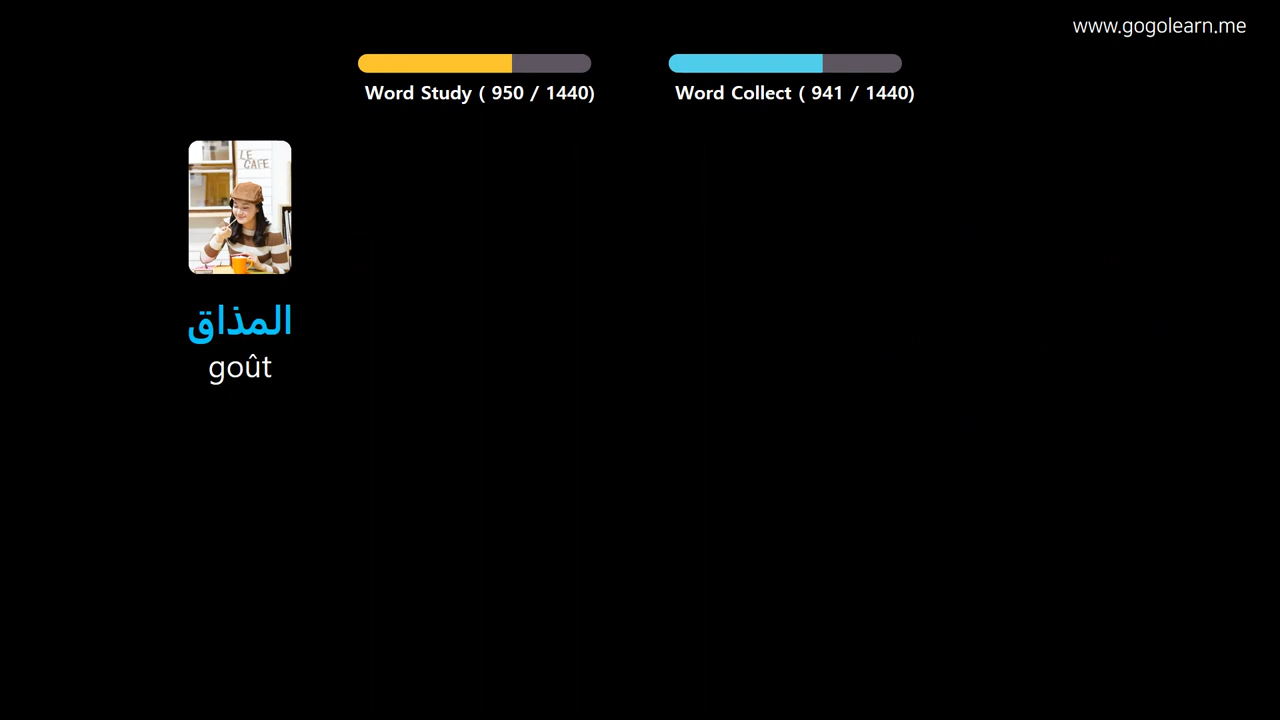 www.gogolearn.me
Word Study ( 950 / 1440)
Word Collect ( 941 / 1440)
LE
CAFE
المذاق
goût